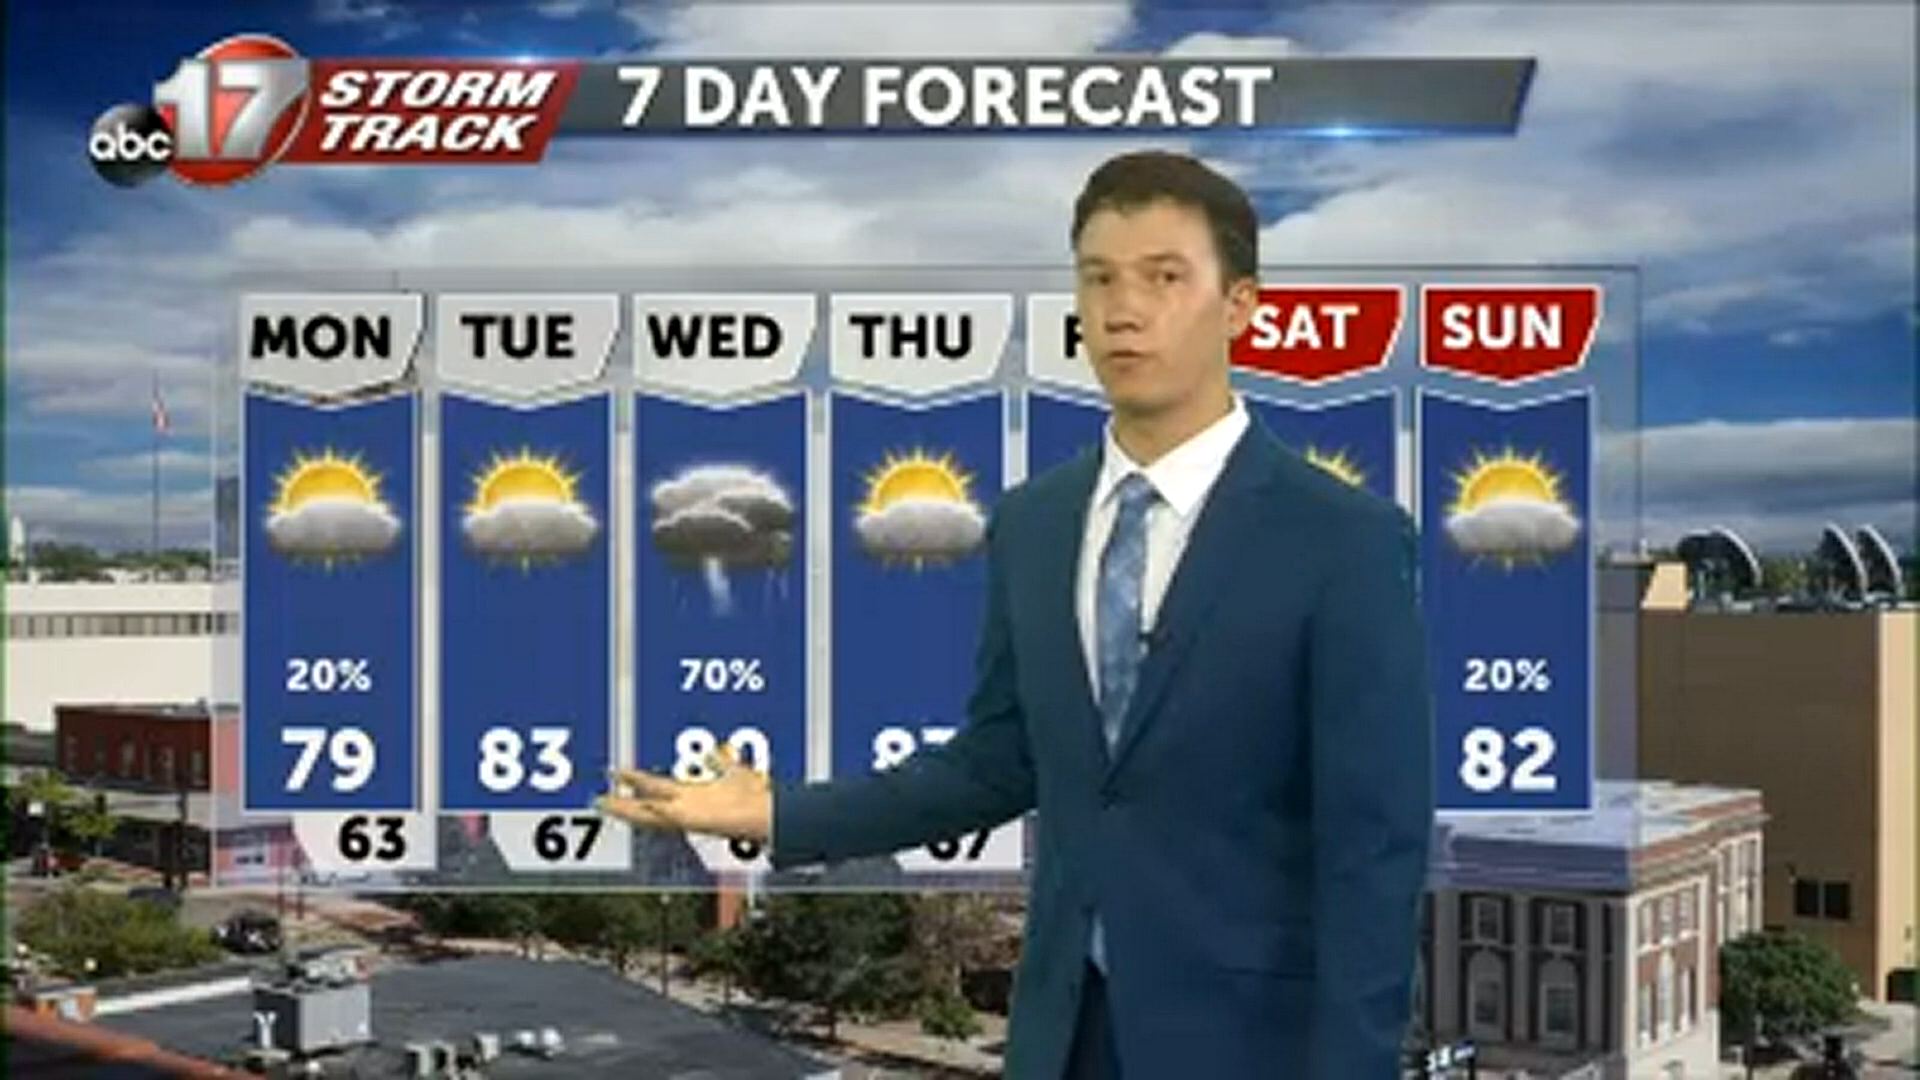 abc 17
STORM TRACK
7 DAY FORECAST
MON TUE WED THU SAT SUN
20% 70% 20%
79 83 80 82
63 67